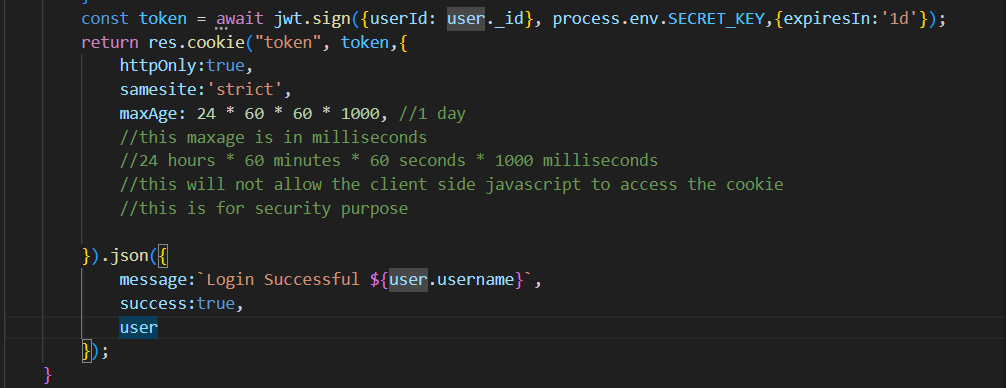 const token = await jwt.sign({userId: user._id}, process.env.SECRET_KEY,{expiresIn:'1d'});
return res.cookie("token", token,{
httpOnly:true,
samesite:'strict',
maxAge: 24 * 60 * 60 * 1000, //1 day
//this maxage is in milliseconds
//24 hours * 60 minutes * 60 seconds * 1000 milliseconds
//this will not allow the client side javascript to access the cookie
//this is for security purpose
}).json({
message:`Login Successful ${user.username}`,
success:true,
user
});
}